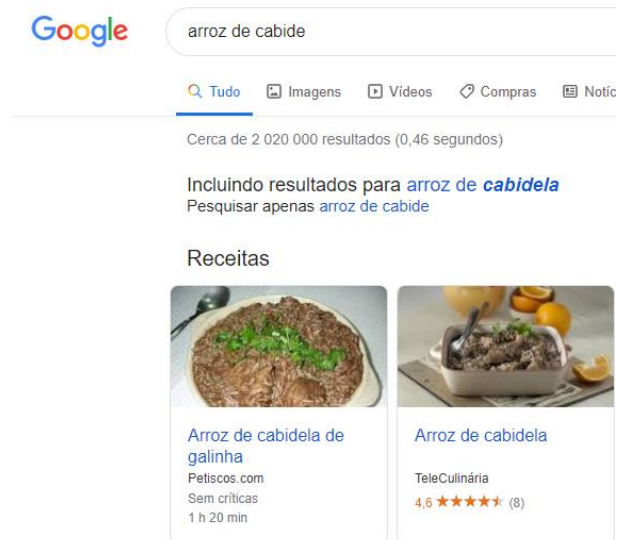 Google
arroz de cabide
Tudo Imagens Vídeos Compras
Cerca de 2 020 000 resultados (0,46 segundos)
Incluindo resultados para arroz de cabidela
Pesquisar apenas arroz de cabide
Receitas
Arroz de cabidela de
galinha
Petiscos.com
Sem críticas
1 h 20 min
Arroz de cabidela
TeleCulinária
4,6 (8)